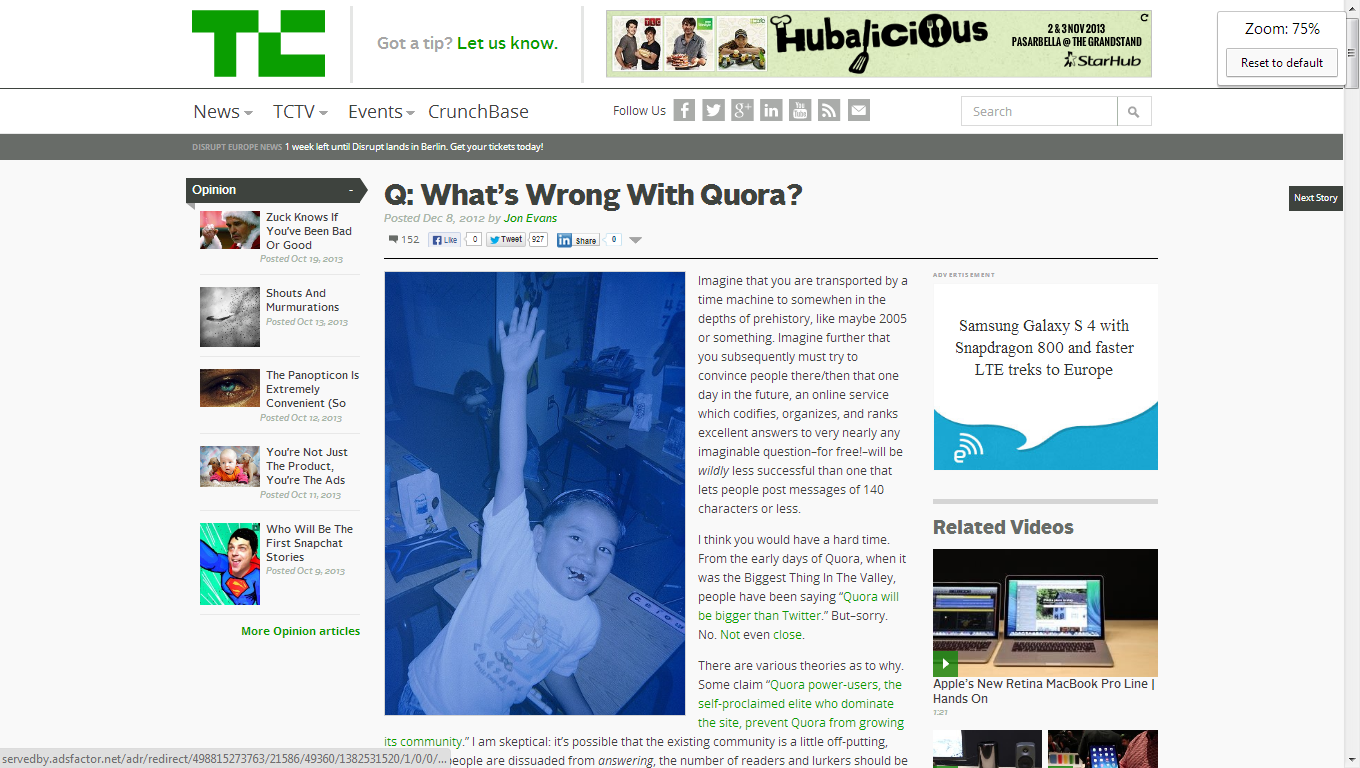 TC
Got a tip? Let us know.
Hubalicious
2 & 3 NOV 2013
PASARBELLA @ THE GRANDSTAND
StarHub
Zoom: 75%
Reset to default
News
TCTV
Events
CrunchBase
Follow Us
Search
DISRUPT EUROPE NEWS 1 week left until Disrupt lands in Berlin. Get your tickets today!
Opinion -
Zuck Knows If
You've Been Bad
Or Good
Posted Oct 19, 2013
Shouts And
Murmurations
Posted Oct 13, 2013
The Panopticon Is
Extremely
Convenient (So
Posted Oct 12, 2013
You're Not Just
The Product,
You're The Ads
Posted Oct 11, 2013
Who Will Be The
First Snapchat
Stories
Posted Oct 9, 2013
More Opinion articles
Q: What's Wrong With Quora?
Posted Dec 8, 2012 by Jon Evans
152 Like 0 Tweet 927 Share 0
Imagine that you are transported by a
time machine to somewhen in the
depths of prehistory, like maybe 2005
or something. Imagine further that
you subsequently must try to
convince people there/then that one
day in the future, an online service
which codifies, organizes, and ranks
excellent answers to very nearly any
imaginable question–for free!–will be
wildly less successful than one that
lets people post messages of 140
characters or less.
I think you would have a hard time.
From the early days of Quora, when it
was the Biggest Thing In The Valley,
people have been saying “Quora will
be bigger than Twitter.” But–sorry.
No. Not even close.
There are various theories as to why.
Some claim “Quora power-users, the
self-proclaimed elite who dominate
the site, prevent Quora from growing
its community.” I am skeptical: it's possible that the existing community is a little off-putting,
people are dissuaded from answering, the number of readers and lurkers should be
Next Story
ADVERTISEMENT
Samsung Galaxy S 4 with
Snapdragon 800 and faster
LTE treks to Europe
Related Videos
Apple's New Retina MacBook Pro Line |
Hands On
1:21
servedby.adsfactor.net/adr/redirect/498815273763/21586/49360/1382531520/1/0/0/...